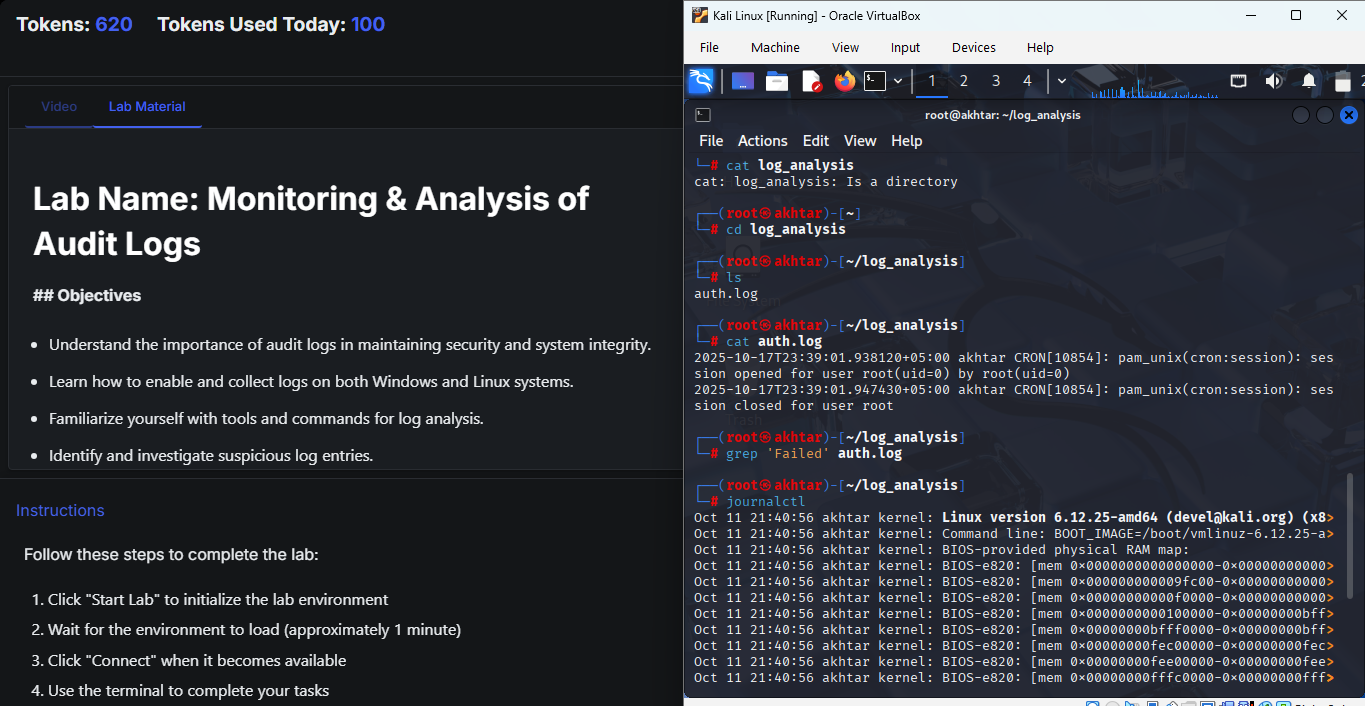 Tokens: 620 Tokens Used Today: 100
Video Lab Material
Lab Name: Monitoring & Analysis of
Audit Logs
## Objectives
• Understand the importance of audit logs in maintaining security and system integrity.
• Learn how to enable and collect logs on both Windows and Linux systems.
• Familiarize yourself with tools and commands for log analysis.
• Identify and investigate suspicious log entries.
Instructions
Follow these steps to complete the lab:
1. Click "Start Lab" to initialize the lab environment
2. Wait for the environment to load (approximately 1 minute)
3. Click "Connect" when it becomes available
4. Use the terminal to complete your tasks
Kali Linux [Running] - Oracle VirtualBox
File Machine View Input Devices Help
1 2 3 4
root@akhtar: ~/log_analysis
File Actions Edit View Help
└─# cat log_analysis
cat: log_analysis: Is a directory
┌──(root㉿akhtar)-[~]
└─# cd log_analysis
┌──(root㉿akhtar)-[~/log_analysis]
└─# ls
auth.log
┌──(root㉿akhtar)-[~/log_analysis]
└─# cat auth.log
2025-10-17T23:39:01.938120+05:00 akhtar CRON[10854]: pam_unix(cron:session): ses
sion opened for user root(uid=0) by root(uid=0)
2025-10-17T23:39:01.947430+05:00 akhtar CRON[10854]: pam_unix(cron:session): ses
sion closed for user root
┌──(root㉿akhtar)-[~/log_analysis]
└─# grep 'Failed' auth.log
┌──(root㉿akhtar)-[~/log_analysis]
└─# journalctl
Oct 11 21:40:56 akhtar kernel: Linux version 6.12.25-amd64 (devel@kali.org) (x8>
Oct 11 21:40:56 akhtar kernel: Command line: BOOT_IMAGE=/boot/vmlinuz-6.12.25-a>
Oct 11 21:40:56 akhtar kernel: BIOS-provided physical RAM map:
Oct 11 21:40:56 akhtar kernel: BIOS-e820: [mem 0x0000000000000000-0x00000000000>
Oct 11 21:40:56 akhtar kernel: BIOS-e820: [mem 0x000000000009fc00-0x00000000000>
Oct 11 21:40:56 akhtar kernel: BIOS-e820: [mem 0x00000000000f0000-0x00000000000>
Oct 11 21:40:56 akhtar kernel: BIOS-e820: [mem 0x0000000000100000-0x00000000bff>
Oct 11 21:40:56 akhtar kernel: BIOS-e820: [mem 0x00000000bfff0000-0x00000000bff>
Oct 11 21:40:56 akhtar kernel: BIOS-e820: [mem 0x00000000fec00000-0x00000000fec>
Oct 11 21:40:56 akhtar kernel: BIOS-e820: [mem 0x00000000fee00000-0x00000000fee>
Oct 11 21:40:56 akhtar kernel: BIOS-e820: [mem 0x00000000fffc0000-0x00000000fff>